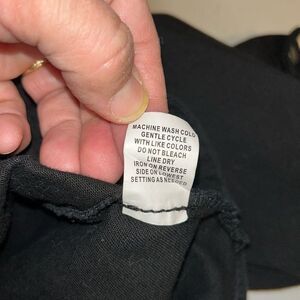 MACHINE WASH COLD
GENTLE CYCLE
WITH LIKE COLORS
DO NOT BLEACH
LINE DRY
IRON ON REVERSE
SIDE ON LOWEST
SETTING AS NEEDED